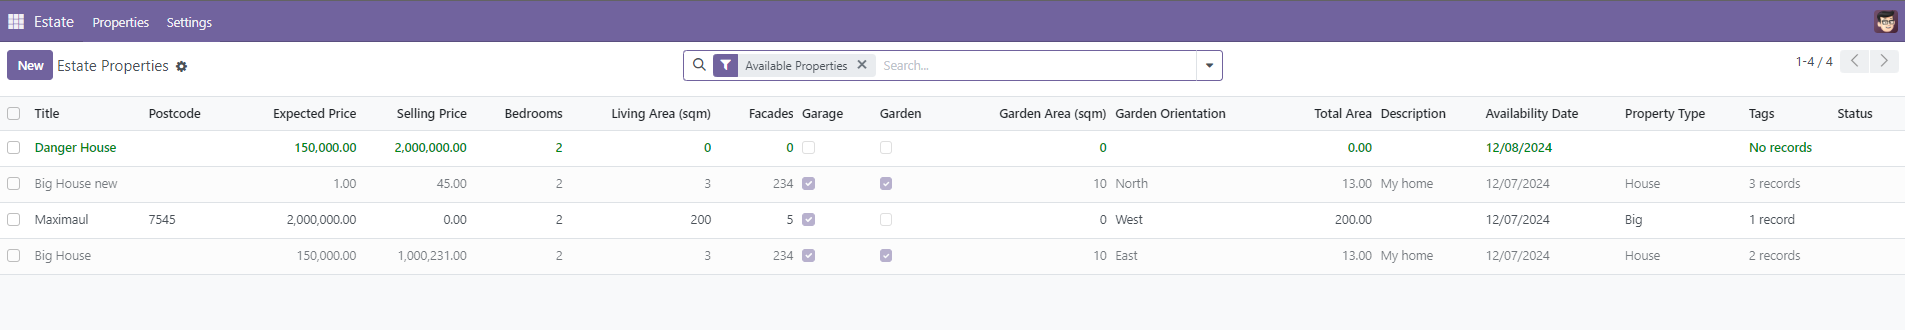 Estate Properties Settings
New Estate Properties Available Properties Search... 1-4 / 4
Title Postcode Expected Price Selling Price Bedrooms Living Area (sqm) Facades Garage Garden Garden Area (sqm) Garden Orientation Total Area Description Availability Date Property Type Tags Status
Danger House 150,000.00 2,000,000.00 2 0 0 0 0.00 12/08/2024 No records
Big House new 1.00 45.00 2 3 234 10 North 13.00 My home 12/07/2024 House 3 records
Maximaul 7545 2,000,000.00 0.00 2 200 5 0 West 200.00 12/07/2024 Big 1 record
Big House 150,000.00 1,000,231.00 2 3 234 10 East 13.00 My home 12/07/2024 House 2 records